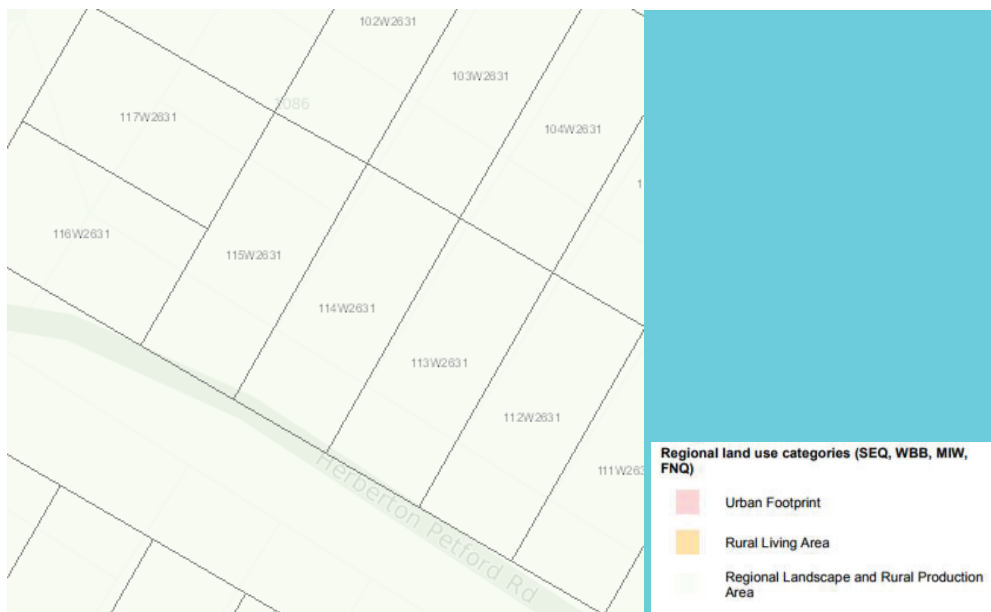 102W2631
103W2631
1086
117W2631
104W2631
1
116W2631
115W2631
114W2631
113W2631
112W2631
111W263
Herberton Petford Rd
Regional land use categories (SEQ, WBB, MIW,
FNQ)
Urban Footprint
Rural Living Area
Regional Landscape and Rural Production
Area